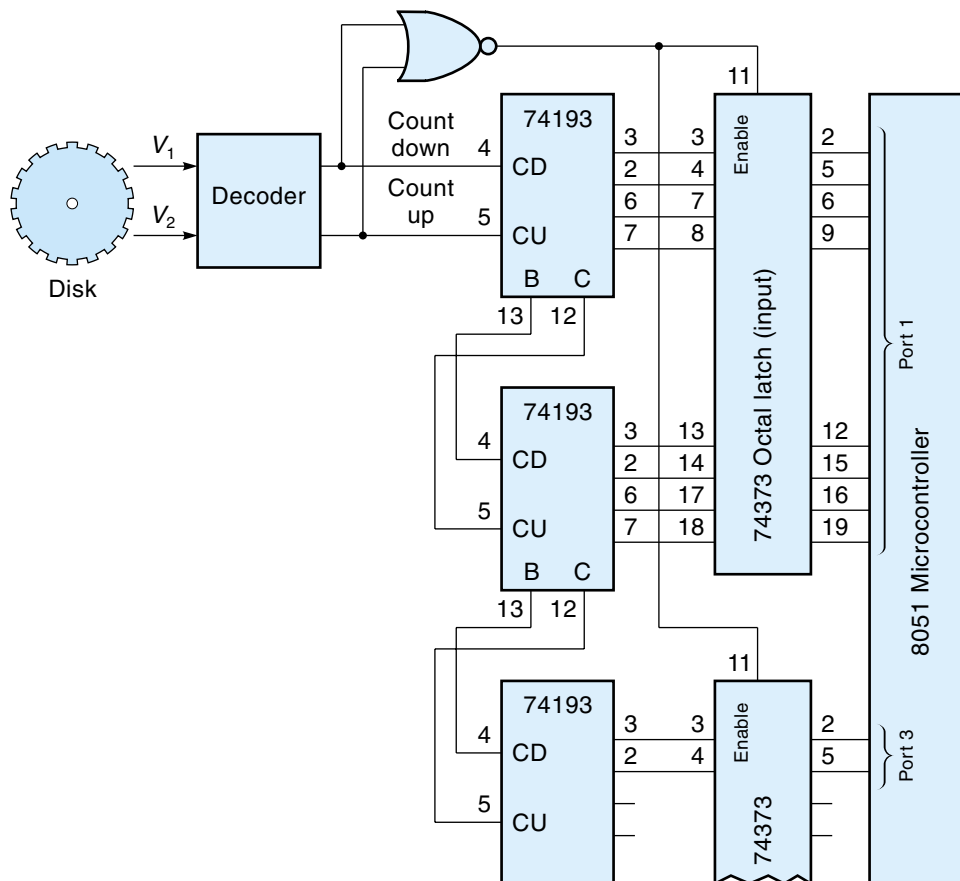 11
Count
down
74193
3 3
Enable
2
V1
4
CD
2 4
5
Decoder
Count
up
6 7
6
V2
5
CU
7 8
9
B C
Disk
13 12
74373 Octal latch (input)
Port 1
8051 Microcontroller
74193
3 13
12
4
CD
2 14
15
6 17
16
5
CU
7 18
19
B C
13 12
11
74193
3 3
Enable
2
4
CD
2 4
5
Port 3
5
CU
74373